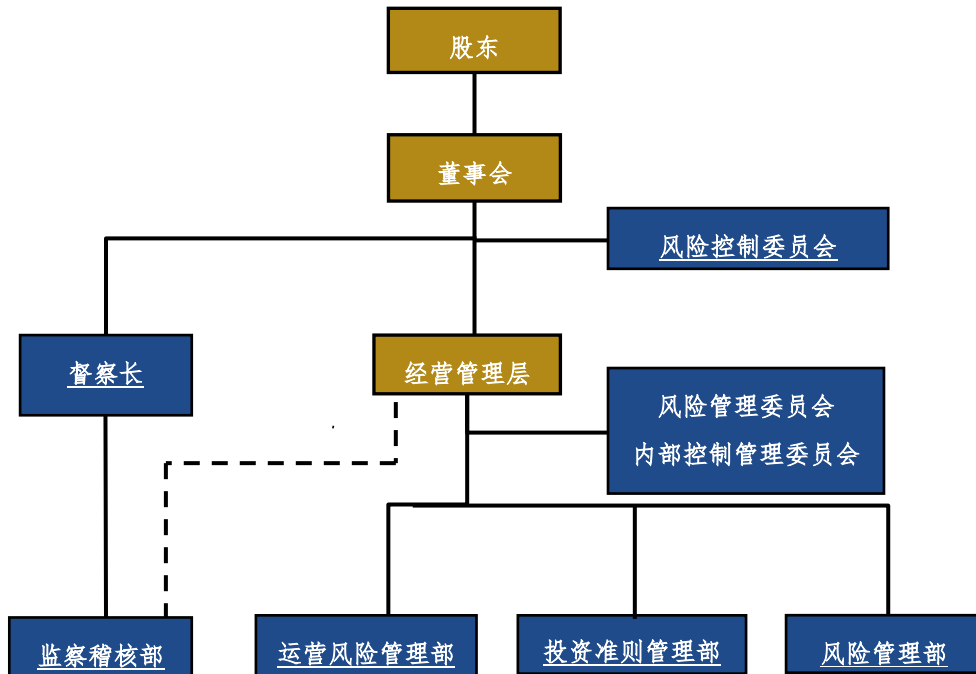 股东
董事会
风险控制委员会
督察长
经营管理层
风险管理委员会
内部控制管理委员会
监察稽核部
运营风险管理部
投资准则管理部
风险管理部